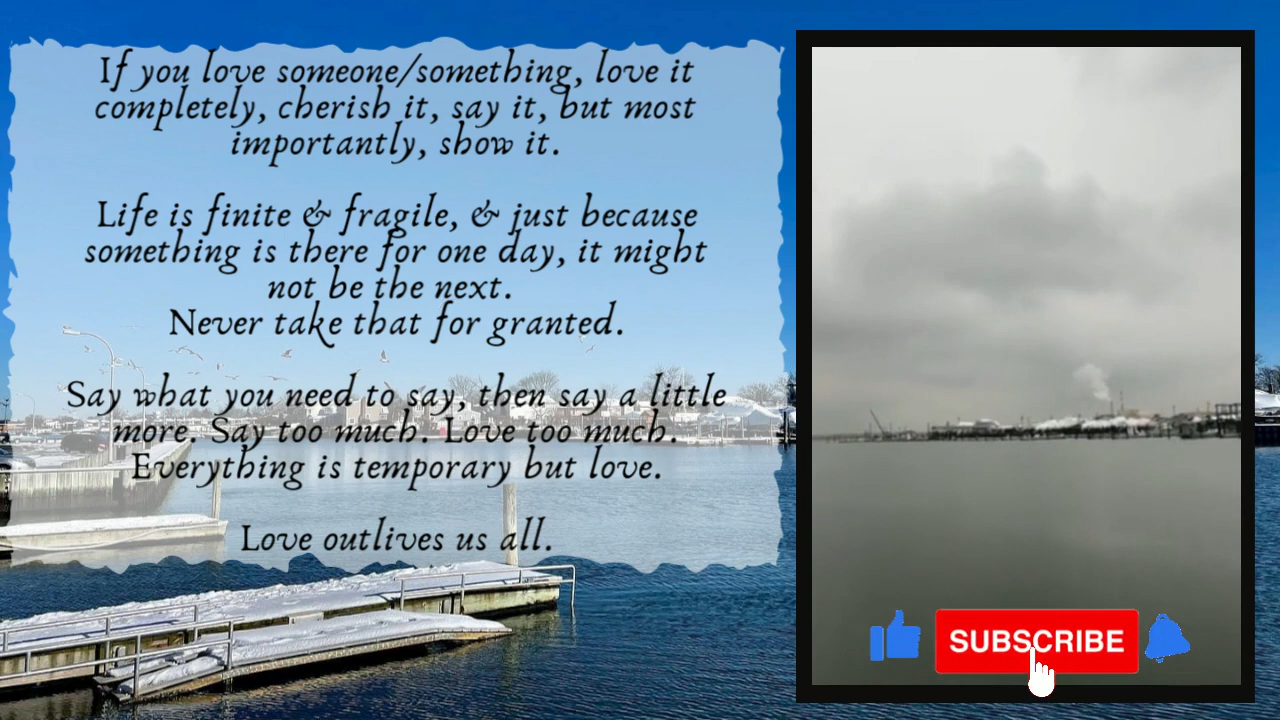 If you love someone/something, love it
completely, cherish it, say it, but most
importantly, show it.
Life is finite & fragile, & just because
something is there for one day, it might
not be the next.
Never take that for granted.
Say what you need to say, then say a little
more. Say too much. Love too much.
Everything is temporary but love.
Love outlives us all.
SUBSCRIBE